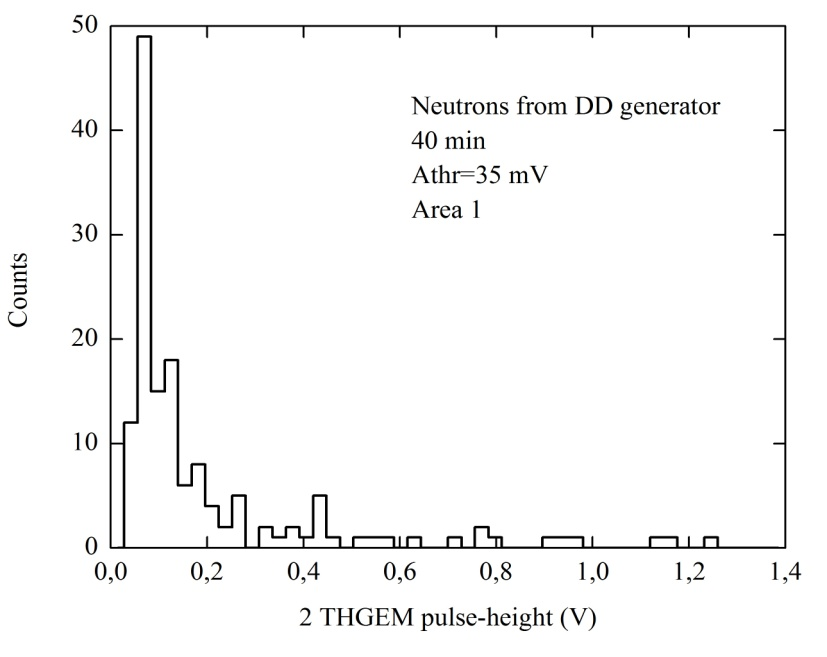 50
40
30
20
10
0
Counts
Neutrons from DD generator
40 min
Athr=35 mV
Area 1
0,0 0,2 0,4 0,6 0,8 1,0 1,2 1,4
2 THGEM pulse-height (V)